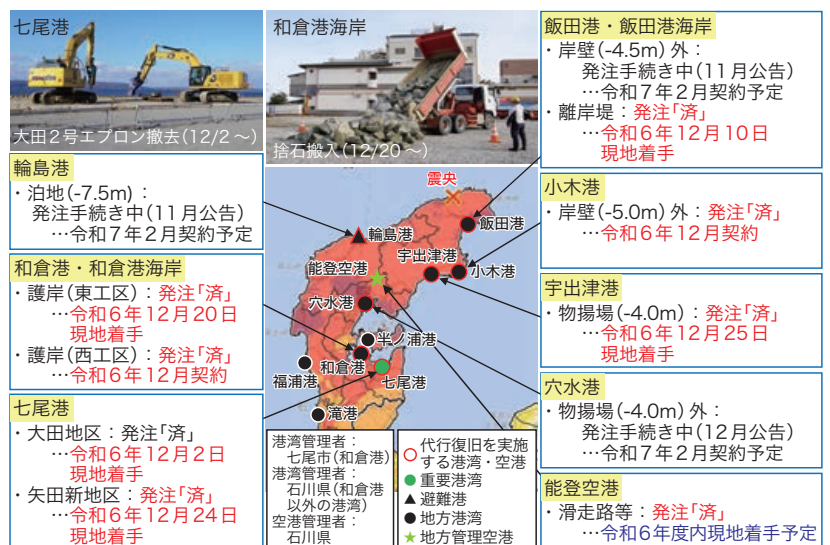 七尾港
大田2号エプロン撤去(12/2～)
和倉港海岸
捨石搬入(12/20～)
輪島港
・泊地(-7.5m)：
発注手続き中(11月公告)
…令和7年2月契約予定
和倉港・和倉港海岸
・護岸(東工区)：発注「済」
…令和6年12月20日
現地着手
・護岸(西工区)：発注「済」
…令和6年12月契約
七尾港
・大田地区：発注「済」
…令和6年12月2日
現地着手
・矢田新地区：発注「済」
…令和6年12月24日
現地着手
震央
飯田港
輪島港
宇出津港
能登空港
小木港
穴水港
半ノ浦港
和倉港
福浦港
七尾港
滝港
港湾管理者：
七尾市(和倉港)
港湾管理者：
石川県(和倉港
以外の港湾)
空港管理者：
石川県
代行復旧を実施
する港湾・空港
重要港湾
避難港
地方港湾
地方管理空港
飯田港・飯田港海岸
・岸壁(-4.5m)外：
発注手続き中(11月公告)
…令和7年2月契約予定
・離岸堤：発注「済」
…令和6年12月10日
現地着手
小木港
・岸壁(-5.0m)外：発注「済」
…令和6年12月契約
宇出津港
・物揚場(-4.0m)：発注「済」
…令和6年12月25日
現地着手
穴水港
・物揚場(-4.0m)外：
発注手続き中(12月公告)
…令和7年2月契約予定
能登空港
・滑走路等：発注「済」
…令和6年度内現地着手予定